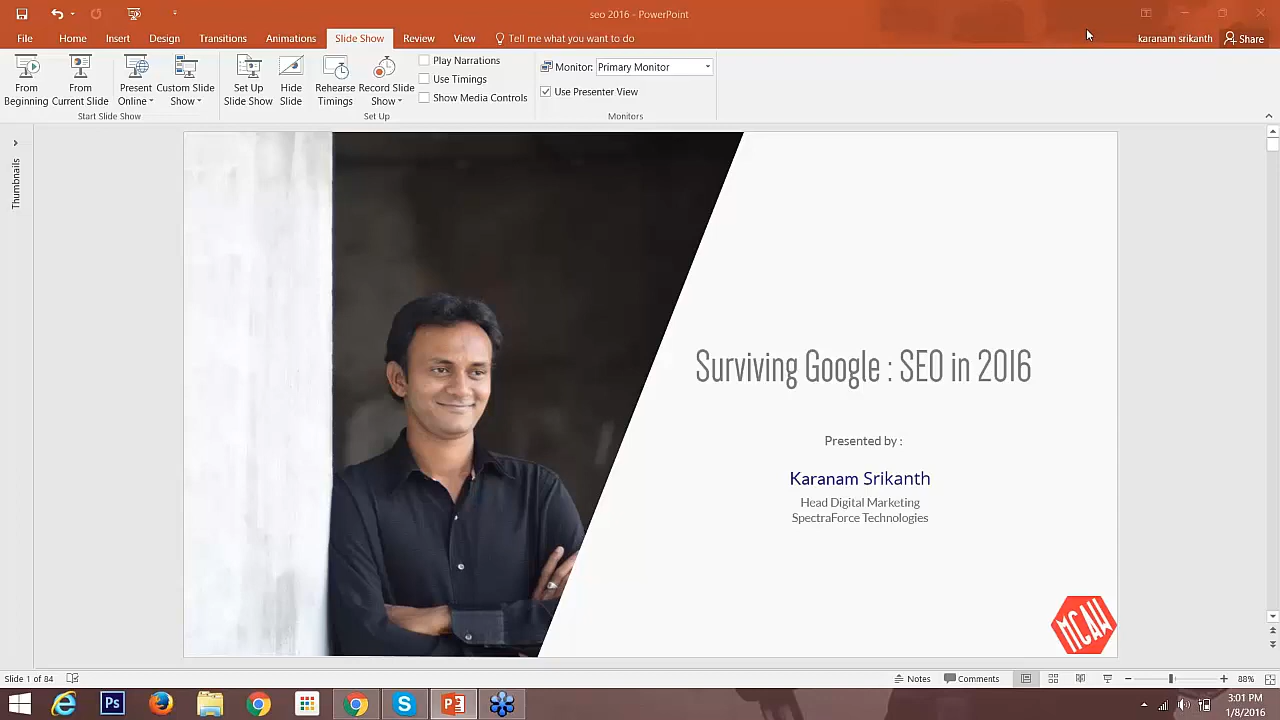 seo 2016 - PowerPoint
File Home Insert Design Transitions Animations Slide Show Review View Tell me what you want to do karanam srikanth Share
From Beginning
From Current Slide
Present Online
Custom Slide Show
Set Up Slide Show
Hide Slide
Rehearse Timings
Record Slide Show
Play Narrations
Use Timings
Show Media Controls
Monitor: Primary Monitor
Use Presenter View
Start Slide Show
Set Up
Monitors
Thumbnails
Surviving Google : SEO in 2016
Presented by :
Karanam Srikanth
Head Digital Marketing
SpectraForce Technologies
MCAW
Slide 1 of 84
Notes
Comments
88%
Ps
S
P3
3:01 PM
1/8/2016